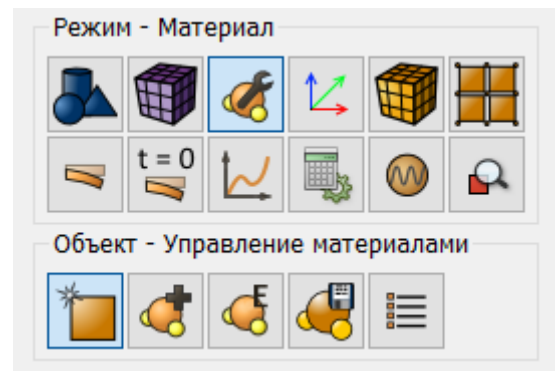 Режим - Материал
t = 0
Объект - Управление материалами
E